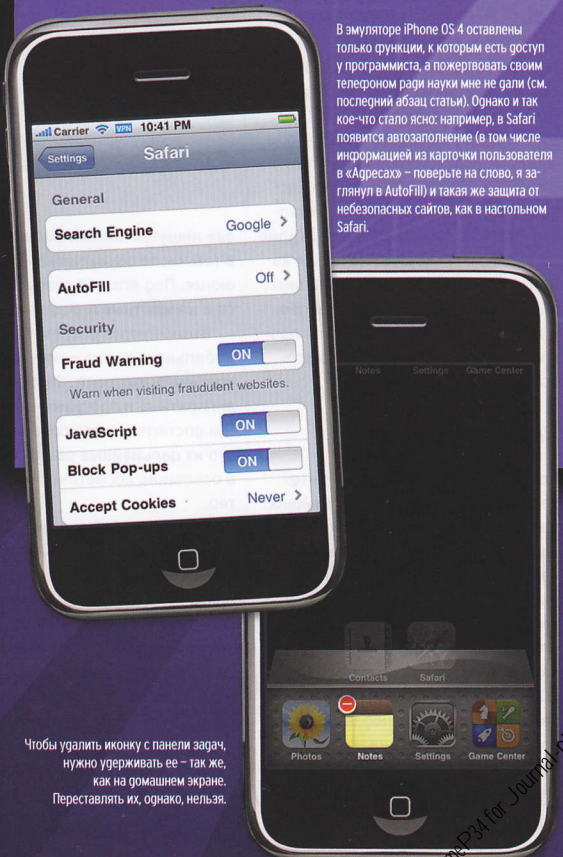 В эмуляторе iPhone OS 4 оставлены
только функции, к которым есть доступ
у программиста, а пожертвовать своим
телефоном ради науки мне не дали (см.
последний абзац статьи). Однако и так
кое-что стало ясно: например, в Safari
появится автозаполнение (в том числе
информацией из карточки пользователя
в «Адресах» – поверьте на слово, я за-
глянул в AutoFill) и такая же защита от
небезопасных сайтов, как в настольном
Safari.
Carrier VPN 10:41 PM
Settings Safari
General
Search Engine Google >
AutoFill Off >
Security
Fraud Warning ON
Warn when visiting fraudulent websites.
JavaScript ON
Block Pop-ups ON
Accept Cookies Never >
Notes Settings Game Center
Contacts Safari
Photos Notes Settings Game Center
Чтобы удалить иконку с панели задач,
нужно удерживать ее – так же,
как на домашнем экране.
Переставлять их, однако, нельзя.
for